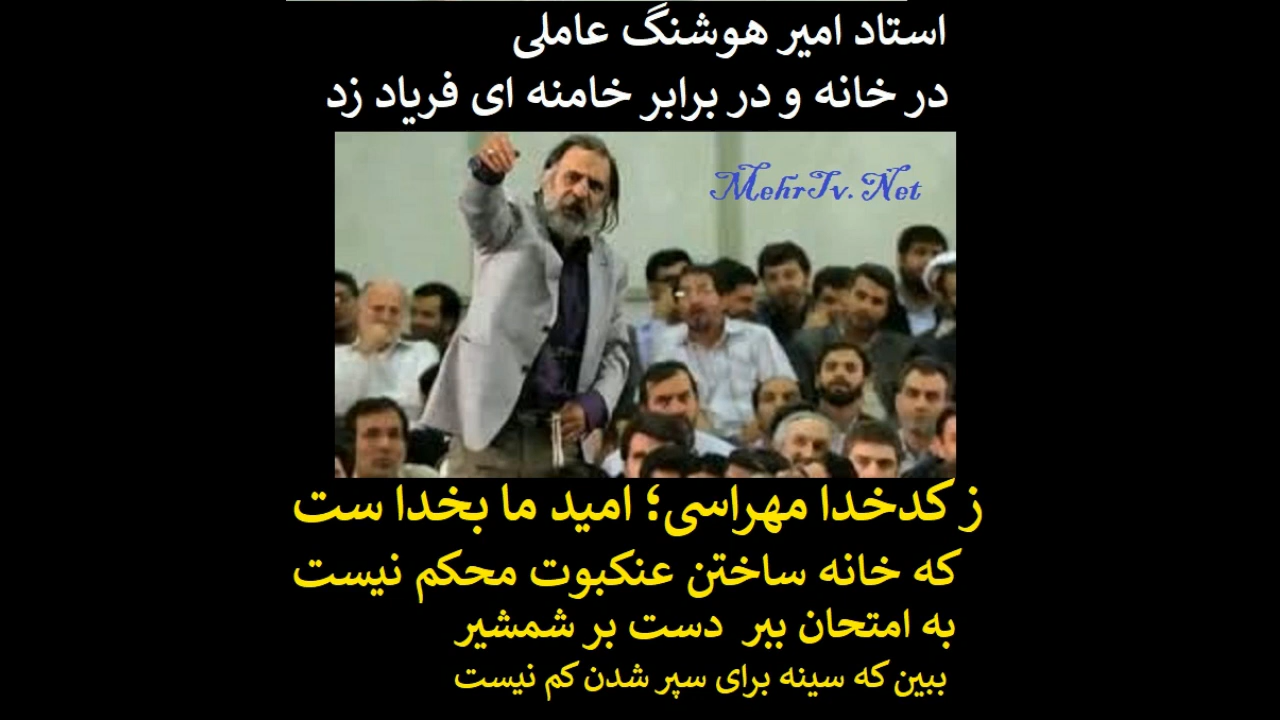 استاد امیر هوشنگ عاملی
در خانه و در برابر خامنه ای فریاد زد
MehrTv.Net
ز کدخدا مهراسی؛ امید ما بخدا ست
که خانه ساختن عنکبوت محکم نیست
به امتحان ببر دست بر شمشیر
ببین که سینه برای سپر شدن کم نیست